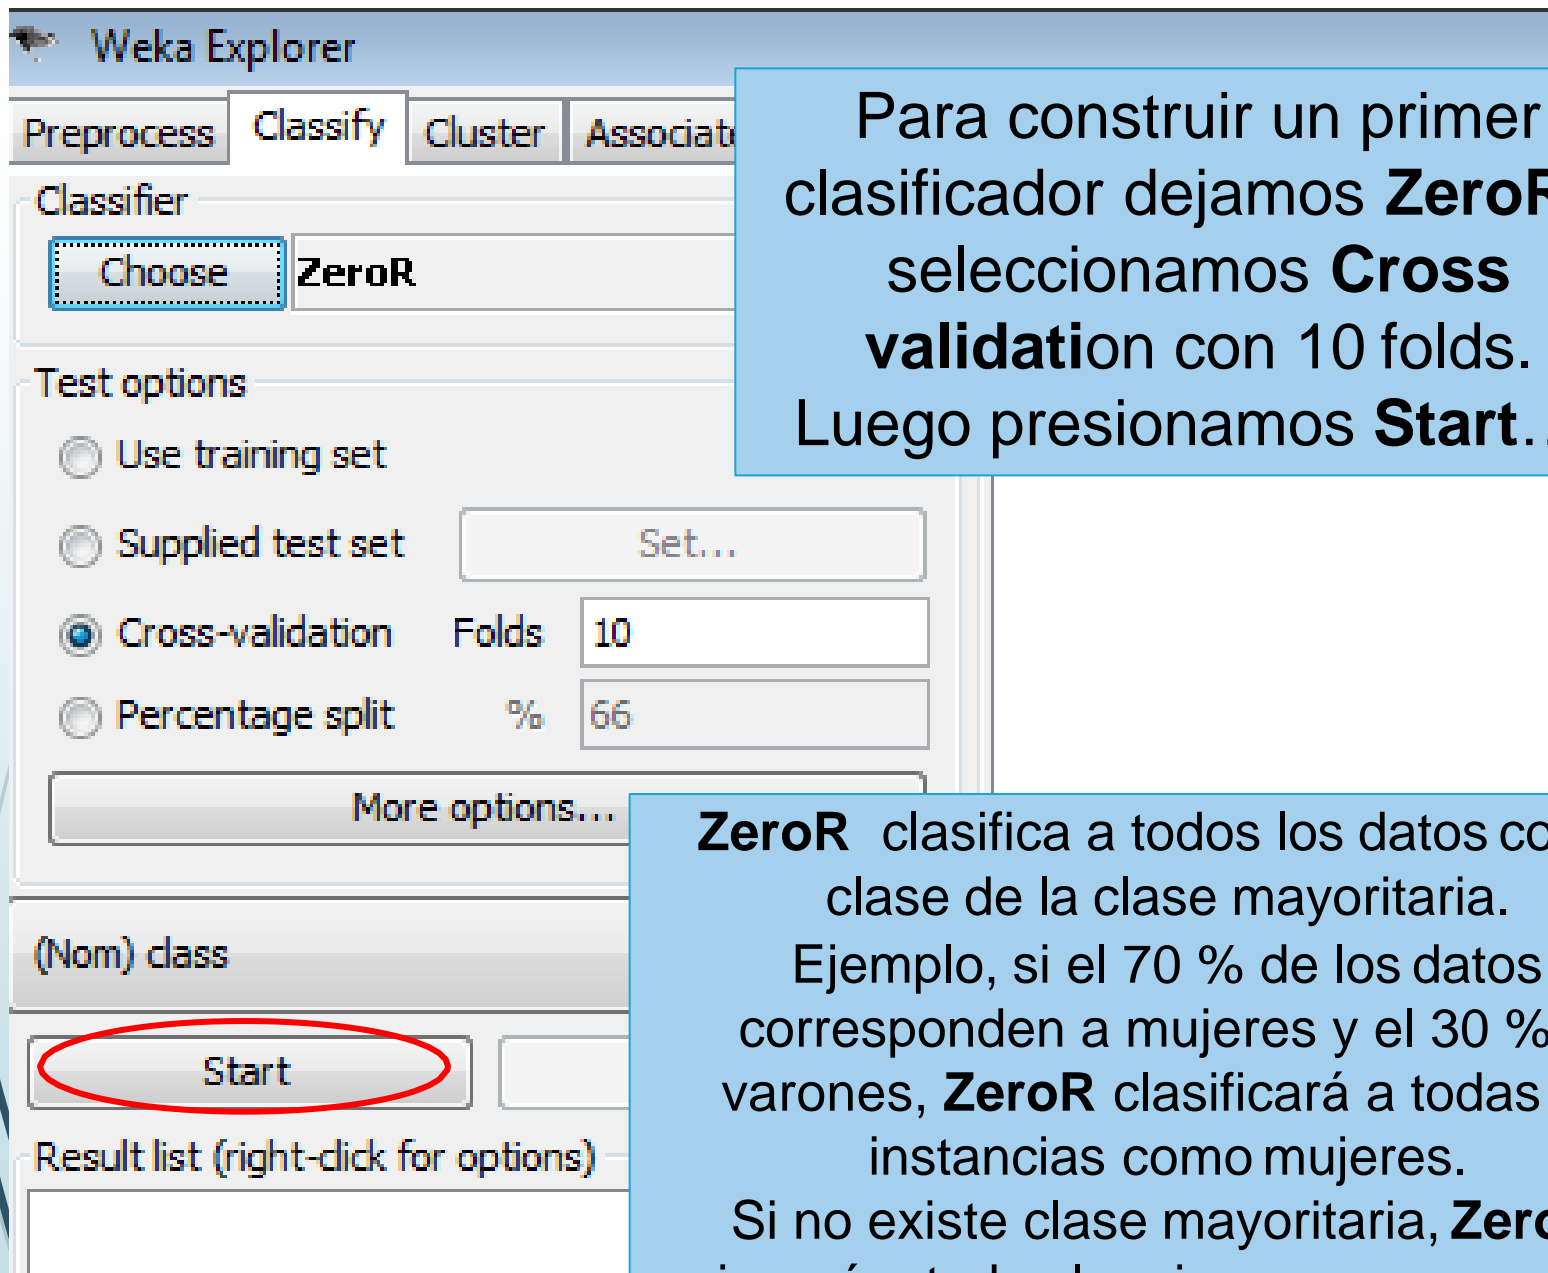 Weka Explorer
Preprocess Classify Cluster Associate
Para construir un primer
clasificador dejamos ZeroR
seleccionamos Cross
validation con 10 folds.
Luego presionamos Start..
Classifier
Choose ZeroR
Test options
Use training set
Supplied test set Set...
Cross-validation Folds 10
Percentage split % 66
More options...
(Nom) class
Start
Result list (right-click for options)
ZeroR clasifica a todos los datos
clase de la clase mayoritaria.
Ejemplo, si el 70 % de los datos
corresponden a mujeres y el 30 %
varones, ZeroR clasificará a todas
instancias como mujeres.
Si no existe clase mayoritaria,